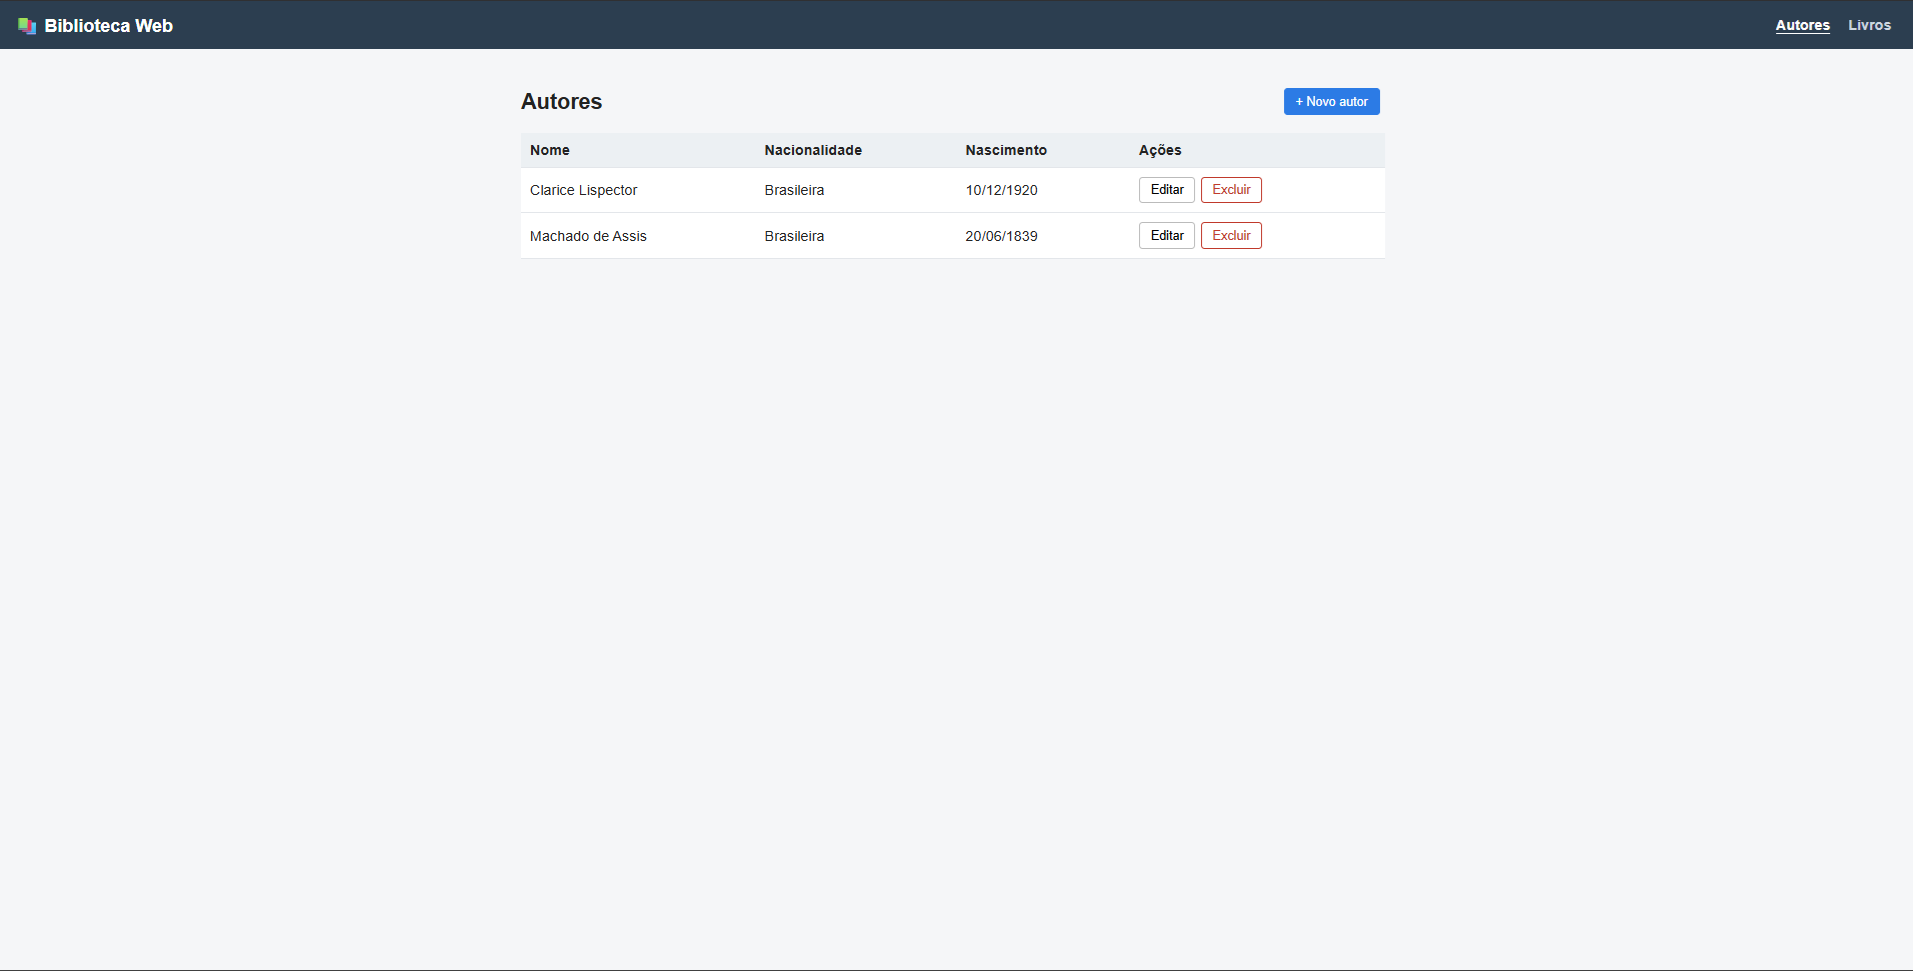 Biblioteca Web Autores Livros
Autores + Novo autor
Nome Nacionalidade Nascimento Ações
Clarice Lispector Brasileira 10/12/1920 Editar Excluir
Machado de Assis Brasileira 20/06/1839 Editar Excluir